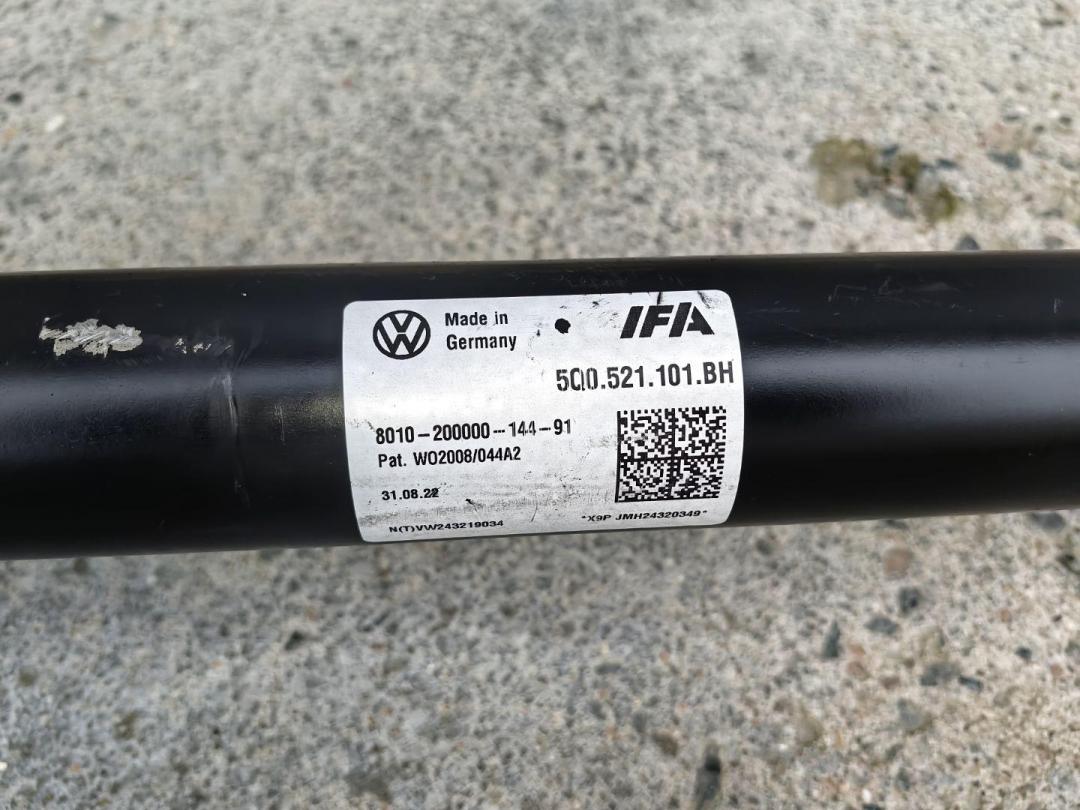 Made in
Germany
IFA
5Q0.521.101.BH
8010-200000-144-91
Pat. WO2008/044A2
31.08.22
N(T)VW243219034
*X9P JMH24320349*